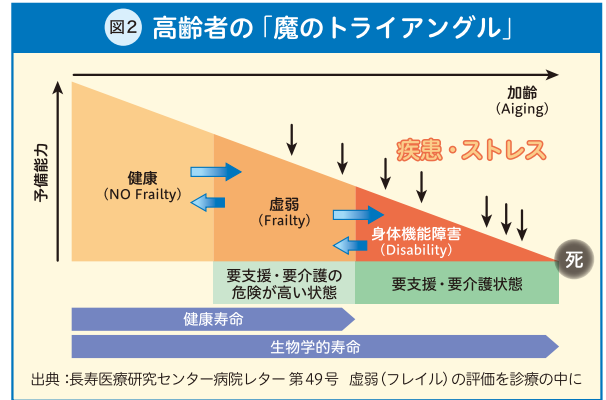 図2 高齢者の「魔のトライアングル」
加齢
(Aiging)
予備能力
疾患・ストレス
健康
(NO Frailty)
虚弱
(Frailty)
身体機能障害
(Disability)
死
要支援・要介護の
危険が高い状態
要支援・要介護状態
健康寿命
生物学的寿命
出典:長寿医療研究センター病院レター 第49号 虚弱(フレイル)の評価を診療の中に